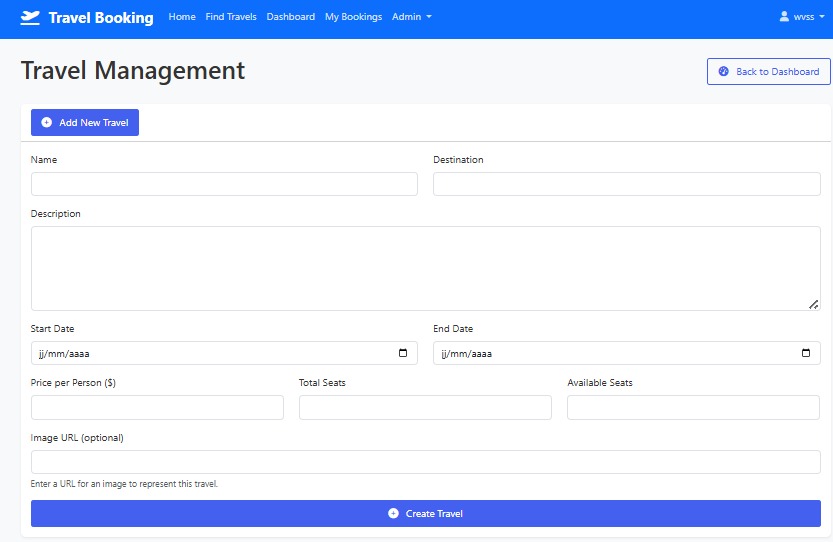 Travel Booking Home Find Travels Dashboard My Bookings Admin wvss
Travel Management Back to Dashboard
Add New Travel
Name Destination
Description
Start Date End Date
jj/mm/aaaa jj/mm/aaaa
Price per Person ($) Total Seats Available Seats
Image URL (optional)
Enter a URL for an image to represent this travel.
Create Travel